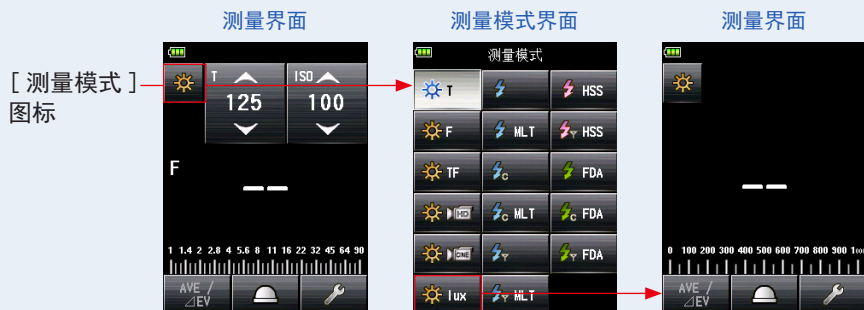 测量界面
测量模式界面
测量界面
[ 测量模式 ]
图标
T
ISO
125
100
F
1 1.4 2 2.8 4 5.6 8 11 16 22 32 45 64 90
AVE /
⊿EV
测量模式
T
HSS
F
MLT
HSS
TF
C
FDA
HD
C MLT
C FDA
CINE
FDA
lux
MLT
0 100 200 300 400 500 600 700 800 900
AVE /
⊿EV